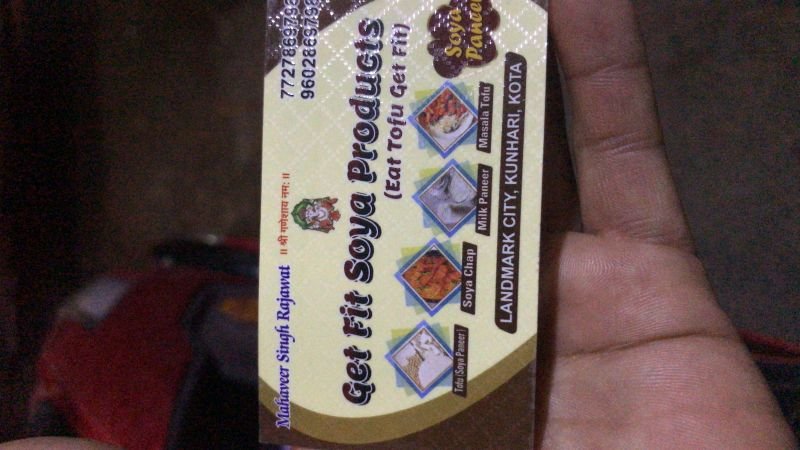 Mahaveer Singh Rajawat
॥ श्री गणेशाय नमः ॥
Get Fit Soya Products
(Eat Tofu Get Fit)
Soya
Paneer
Tofu (Soya Paneer)
Soya Chap
Milk Paneer
Masala Tofu
LANDMARK CITY, KUNHARI, KOTA